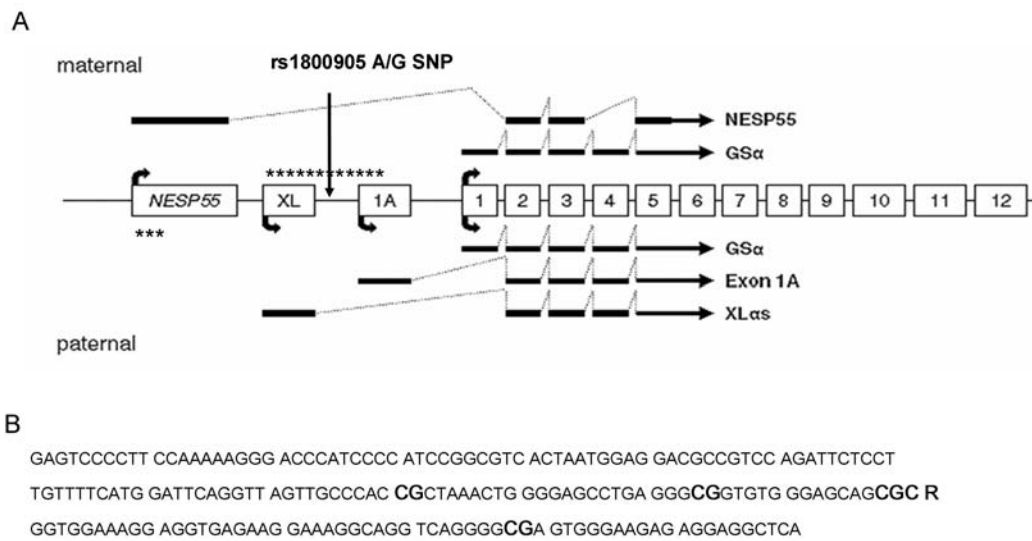 A
maternal
rs1800905 A/G SNP
NESP55
GSα
************
NESP55 XL 1A 1 2 3 4 5 6 7 8 9 10 11 12
***
GSα
Exon 1A
XLαs
paternal
B
GAGTCCCCTT CCAAAAAGGG ACCCATCCCC ATCCGGCGTC ACTAATGGAG GACGCCGTCC AGATTCTCCT
TGTTTTCATG GATTCAGGTT AGTTGCCCAC CGCTAAACTG GGGAGCCTGA GGGCGGTGTG GGAGCAGCGC R
GGTGGAAAGG AGGTGAGAAG GAAAGGCAGG TCAGGGGCGA GTGGGAAGAG AGGAGGCTCA